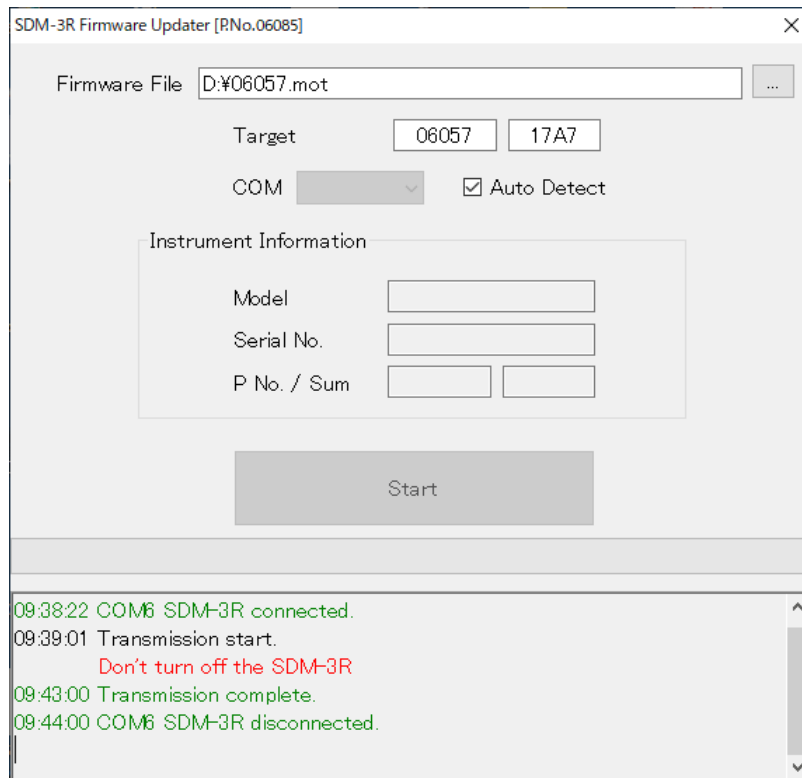 SDM-3R Firmware Updater [P.No.06085]
Firmware File D:¥06057.mot ...
Target 06057 17A7
COM Auto Detect
Instrument Information
Model
Serial No.
P No. / Sum
Start
09:38:22 COM6 SDM-3R connected.
09:39:01 Transmission start.
Don't turn off the SDM-3R
09:43:00 Transmission complete.
09:44:00 COM6 SDM-3R disconnected.